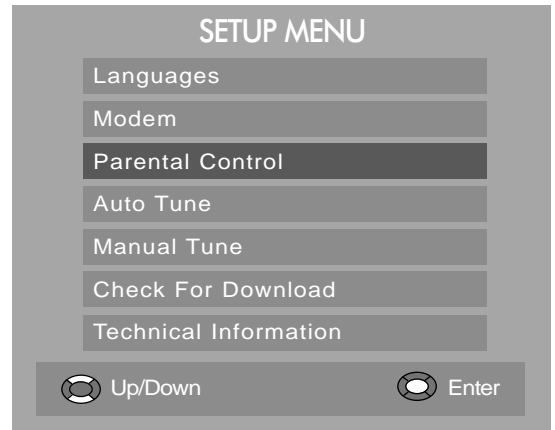 SETUP MENU
Languages
Modem
Parental Control
Auto Tune
Manual Tune
Check For Download
Technical Information
Up/Down Enter